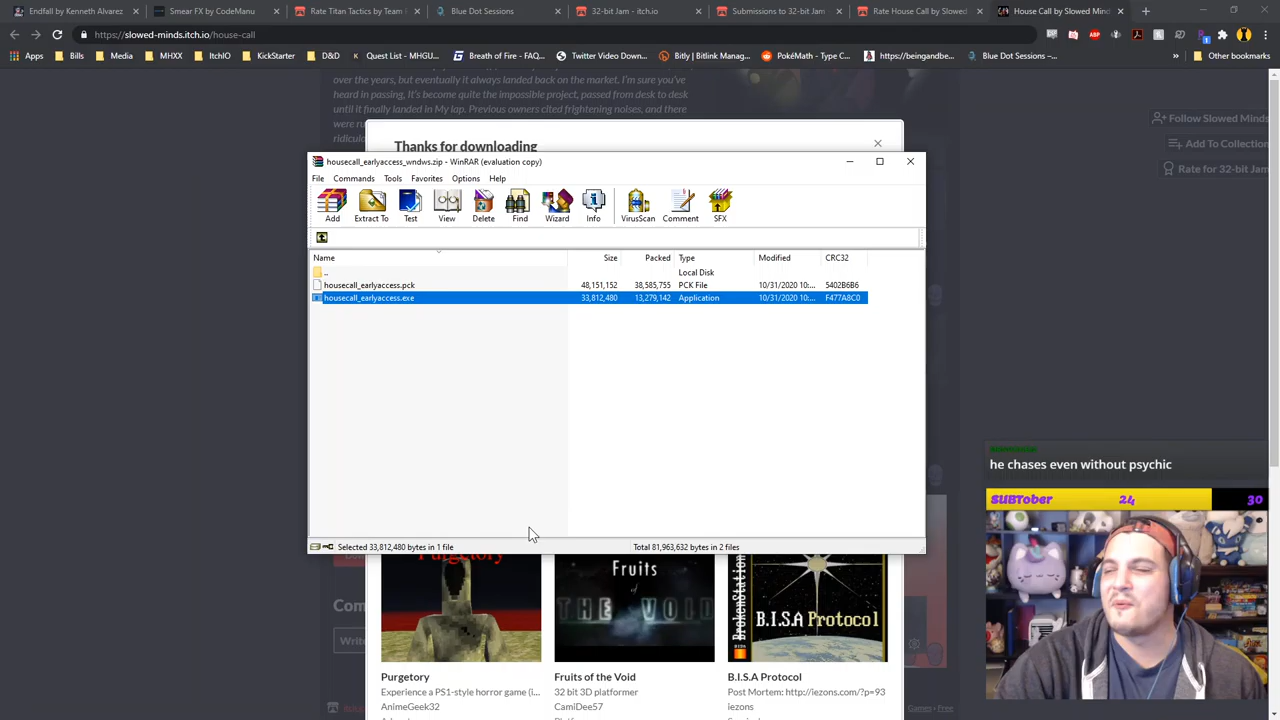 Endfall by Kenneth Alvarez
Smear FX by CodeManu
Rate Titan Tactics by Team
Blue Dot Sessions
32-bit Jam - itch.io
Submissions to 32-bit Jam
Rate House Call by Slowed
House Call by Slowed Mind
https://slowed-minds.itch.io/house-call
Apps
Bills
Media
MHXX
ItchIO
KickStarter
D&D
Kenneth Alvarez - MHGU...
Breath of Fire - FAQ...
Twitter Video Down...
Bitly | Bitlink Manag...
PokéMath - Type C...
https://beingandbe...
Blue Dot Sessions –...
»
Other bookmarks
over the years, but eventually it always landed back on the market. I'm sure you've
heard in passing, It's become quite the impossible project, passed from desk to desk
until it finally landed in My lap. Previous owners cited frightening noises, and there
were ru
ridiculo
Follow Slowed Minds
Add To Collection
Rate for 32-bit Jam
Thanks for downloading
housecall_earlyaccess_wndws.zip - WinRAR (evaluation copy)
File
Commands
Tools
Favorites
Options
Help
Add
Extract To
Test
View
Delete
Find
Wizard
Info
VirusScan
Comment
SFX
Name
Size
Packed
Type
Modified
CRC32
..
Local Disk
housecall_earlyaccess.pck
48,151,152
38,585,755
PCK File
10/31/2020 10:...
5402B6B6
housecall_earlyaccess.exe
33,812,480
13,279,142
Application
10/31/2020 10:...
F477A8C0
Selected 33,812,480 bytes in 1 file
Total 81,963,632 bytes in 2 files
he chases even without psychic
SUBTober
24
30
Purgetory
Fruits
of
THE VOID
BrokenStation
B.I.S.A Protocol
Com
Write
Purgetory
Fruits of the Void
B.I.S.A Protocol
Experience a PS1-style horror game (i...
32 bit 3D platformer
Post Mortem: http://iezons.com/?p=93
AnimeGeek32
CamiDee57
iezons
Games
Free